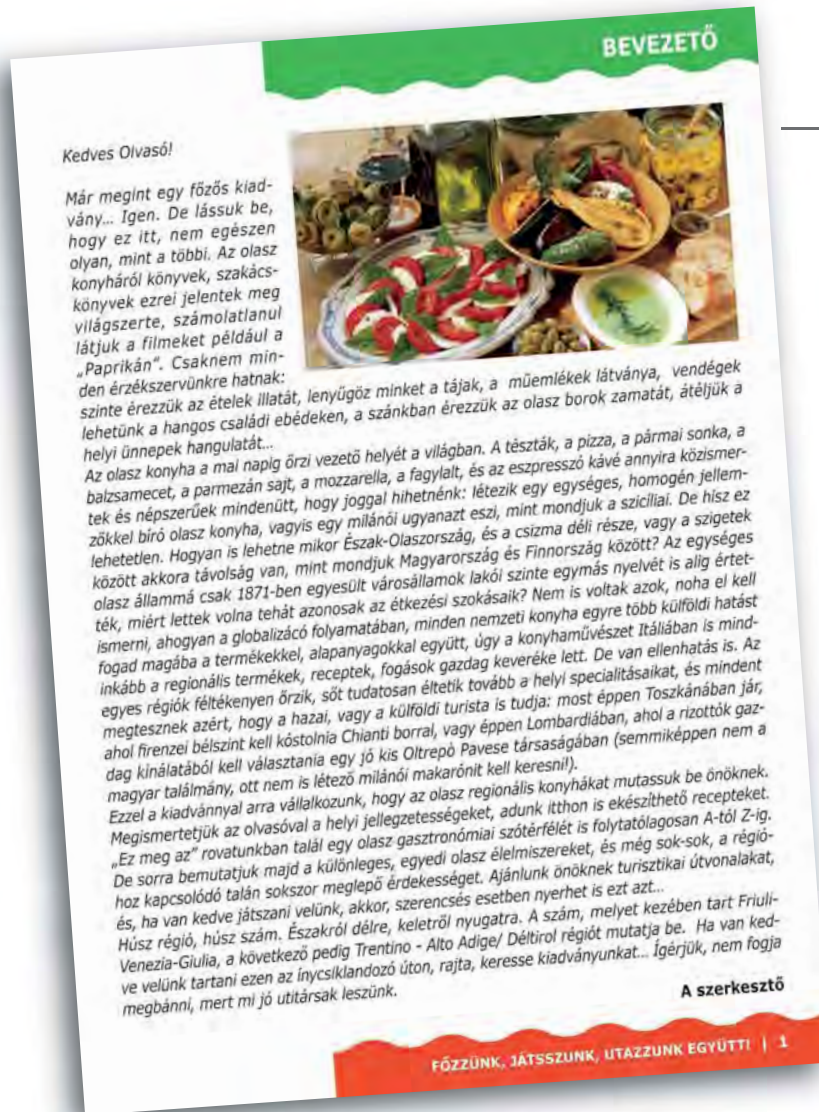 BEVEZETŐ
Kedves Olvasó!
Már megint egy főzős kiad-
vány... Igen. De lássuk be,
hogy ez itt, nem egészen
olyan, mint a többi. Az olasz
konyháról könyvek, szakács-
könyvek ezrei jelentek meg
világszerte, számolatlanul
látjuk a filmeket például a
„Paprikán”. Csaknem min-
den érzékszervünkre hatnak:
szinte érezzük az ételek illatát, lenyűgöz minket a tájak, a műemlékek látványa, vendégek
lehetünk a hangos családi ebédeken, a szánkban érezzük az olasz borok zamatát, átéljük a
helyi ünnepek hangulatát...
Az olasz konyha a mai napig őrzi vezető helyét a világban. A tészták, a pizza, a pármai sonka, a
balzsamecet, a parmezán sajt, a mozzarella, a fagylalt, és az eszpresszó kávé annyira közismer-
tek és népszerűek mindenütt, hogy joggal hihetnénk: létezik egy egységes, homogén jellem-
zőkkel bíró olasz konyha, vagyis egy milánói ugyanazt eszi, mint mondjuk a szicíliai. De hisz ez
lehetetlen. Hogyan is lehetne mikor Észak-Olaszország, és a csizma déli része, vagy a szigetek
között akkora távolság van, mint mondjuk Magyarország és Finnország között? Az egységes
olasz állammá csak 1871-ben egyesült városállamok lakói szinte egymás nyelvét is alig értet-
ték, miért lettek volna tehát azonosak az étkezési szokásaik? Nem is voltak azok, noha el kell
ismerni, ahogyan a globalizácó folyamatában, minden nemzeti konyha egyre több külföldi hatást
fogad magába a termékekkel, alapanyagokkal együtt, úgy a konyhaművészet Itáliában is mind-
inkább a regionális termékek, receptek, fogások gazdag keveréke lett. De van ellenhatás is. Az
egyes régiók féltékenyen őrzik, sőt tudatosan éltetik tovább a helyi specialitásaikat, és mindent
megtesznek azért, hogy a hazai, vagy a külföldi turista is tudja: most éppen Toszkánában jár,
ahol firenzei bélszínt kell kóstolnia Chianti borral, vagy éppen Lombardiában, ahol a rizottók gaz-
dag kínálatából kell választania egy jó kis Oltrepò Pavese társaságában (semmiképpen nem a
magyar találmány, ott nem is létező milánói makarónit kell keresni!).
Ezzel a kiadvánnyal arra vállalkozunk, hogy az olasz regionális konyhákat mutassuk be önöknek.
Megismertetjük az olvasóval a helyi jellegzetességeket, adunk itthon is ekészíthető recepteket.
„Ez meg az” rovatunkban talál egy olasz gasztronómiai szótérfélét is folytatólagosan A-tól Z-ig.
De sorra bemutatjuk majd a különleges, egyedi olasz élelmiszereket, és még sok-sok, a régió-
hoz kapcsolódó talán sokszor meglepő érdekességet. Ajánlunk önöknek turisztikai útvonalakat,
és, ha van kedve játszani velünk, akkor, szerencsés esetben nyerhet is ezt azt...
Húsz régió, húsz szám. Északról délre, keletről nyugatra. A szám, melyet kezében tart Friuli-
Venezia-Giulia, a következő pedig Trentino - Alto Adige/ Déltirol régiót mutatja be. Ha van ked-
ve velünk tartani ezen az ínycsiklandozó úton, rajta, keresse kiadványunkat... Ígérjük, nem fogja
megbánni, mert mi jó utitársak leszünk.
A szerkesztő
FŐZZÜNK, JÁTSSZUNK, UTAZZUNK EGYÜTT! | 1